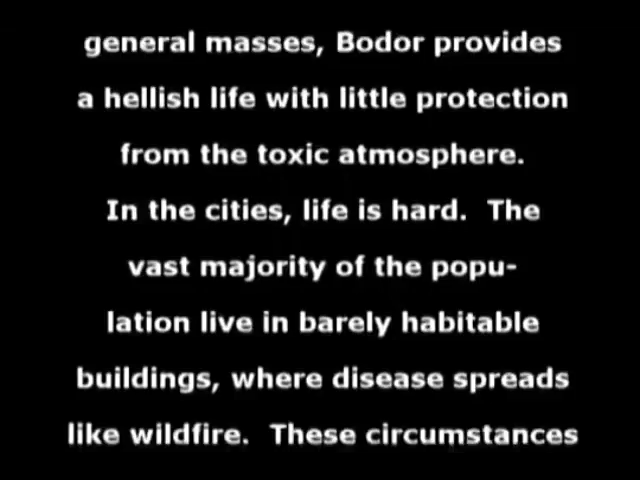 general masses, Bodor provides
a hellish life with little protection
from the toxic atmosphere.
In the cities, life is hard.  The
vast majority of the popu-
lation live in barely habitable
buildings, where disease spreads
like wildfire.  These circumstances